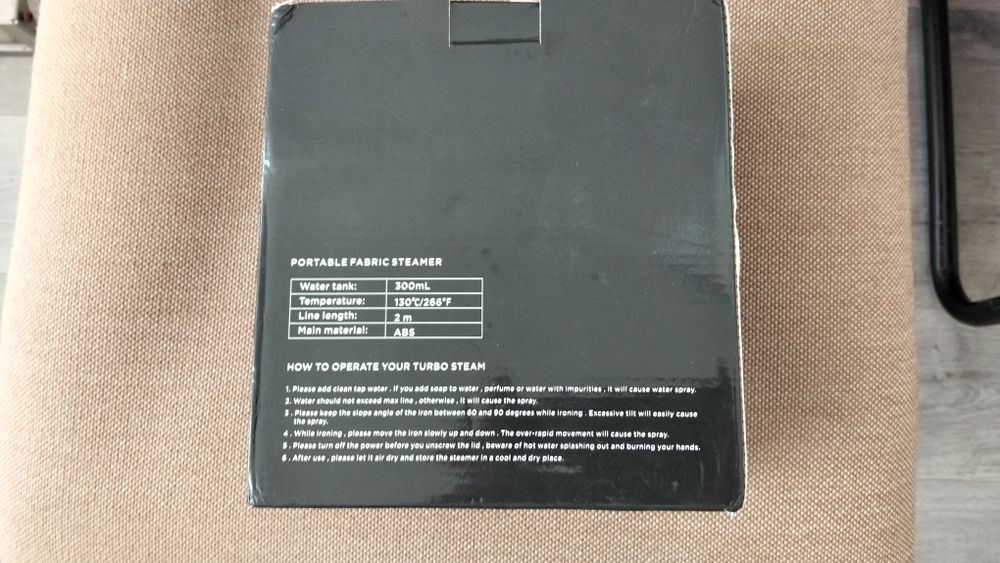 PORTABLE FABRIC STEAMER
Water tank: 300mL
Temperature: 130℃/266°F
Line length: 2 m
Main material: ABS
HOW TO OPERATE YOUR TURBO STEAM
1. Please add clean tap water . If you add soap to water , perfume or water with impurities , it will cause water spray.
2. Water should not exceed max line , otherwise , it will cause the spray.
3 . Please keep the slope angle of the iron between 60 and 90 degrees while ironing . Excessive tilt will easily cause
the spray.
4 . While ironing , please move the iron slowly up and down . The over-rapid movement will cause the spray.
5 . Please turn off the power before you unscrew the lid , beware of hot water splashing out and burning your hands.
6 . After use , please let it air dry and store the steamer in a cool and dry place.